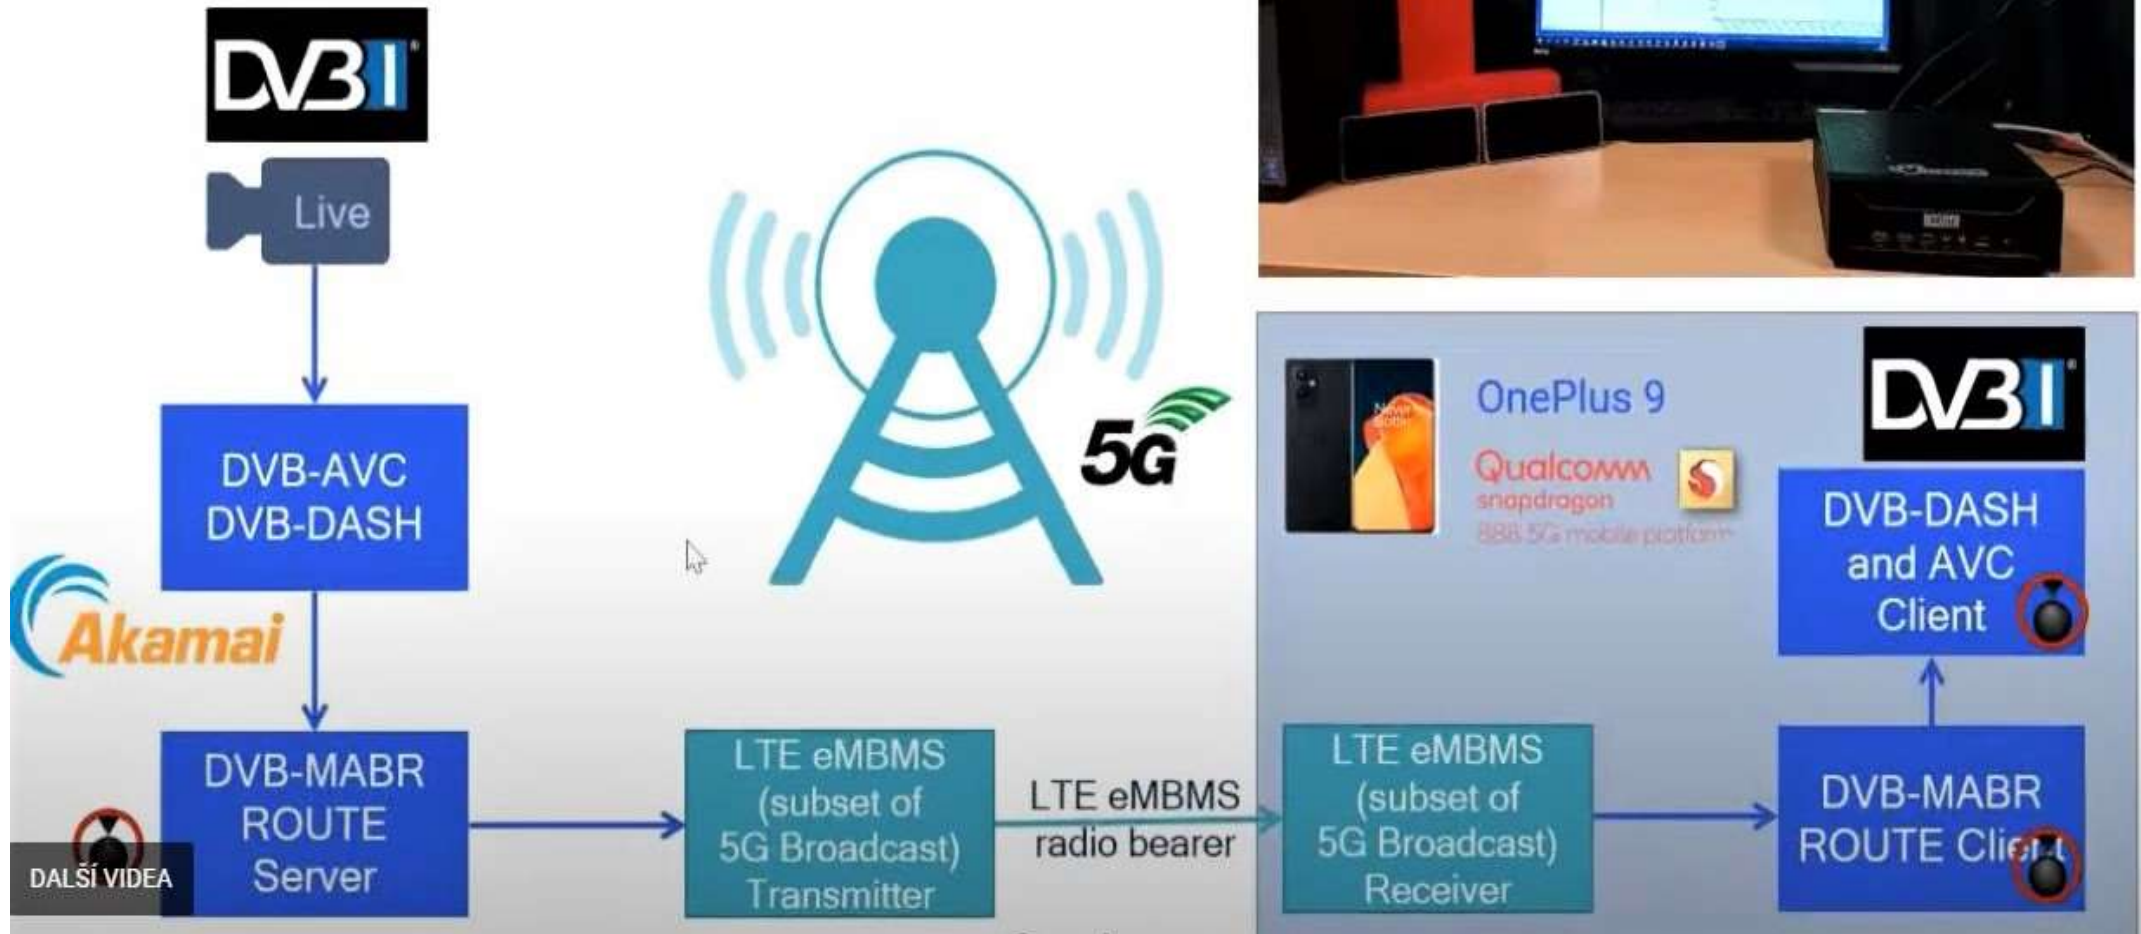 DVB I
Live
DVB-AVC
DVB-DASH
Akamai
DVB-MABR
ROUTE
Server
DALŠÍ VIDEA
5G
LTE eMBMS
(subset of
5G Broadcast)
Transmitter
LTE eMBMS
radio bearer
OnePlus 9
Qualcomm
snapdragon
888 5G mobile platform
DVB I
DVB-DASH
and AVC
Client
LTE eMBMS
(subset of
5G Broadcast)
Receiver
DVB-MABR
ROUTE Client